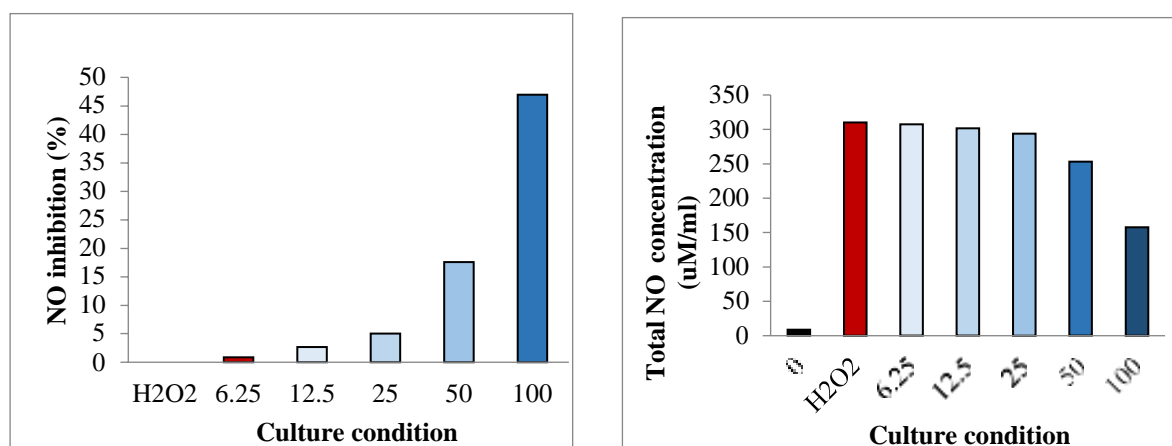 NO inhibition (%)
50
45
40
35
30
25
20
15
10
5
0
H2O2 6.25 12.5 25 50 100
Culture condition
Total NO concentration
(uM/ml)
350
300
250
200
150
100
50
0
0 H2O2 6.25 12.5 25 50 100
Culture condition